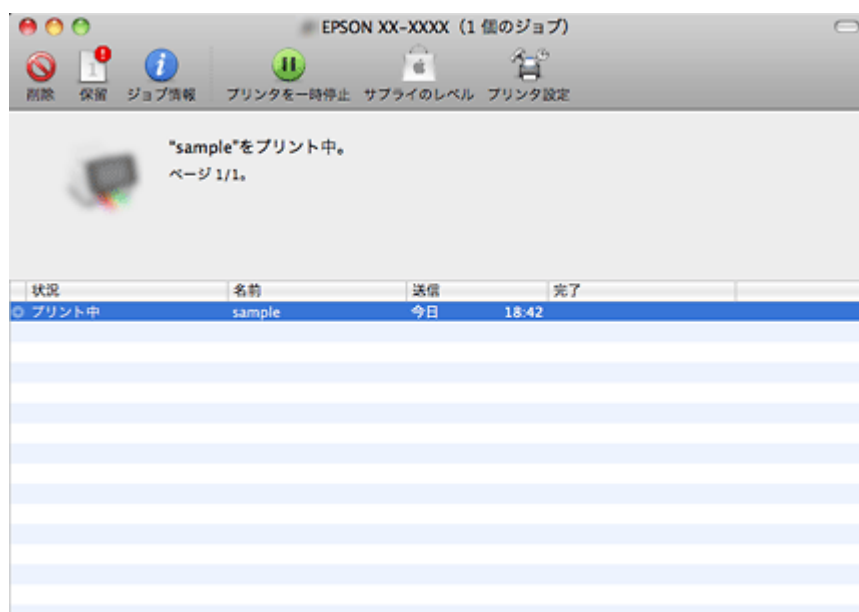 EPSON XX-XXXX（1 個のジョブ）
削除 保留 ジョブ情報 プリンタを一時停止 サプライのレベル プリンタ設定
"sample"をプリント中。
ページ 1/1。
状況 名前 送信 完了
プリント中 sample 今日 18:42